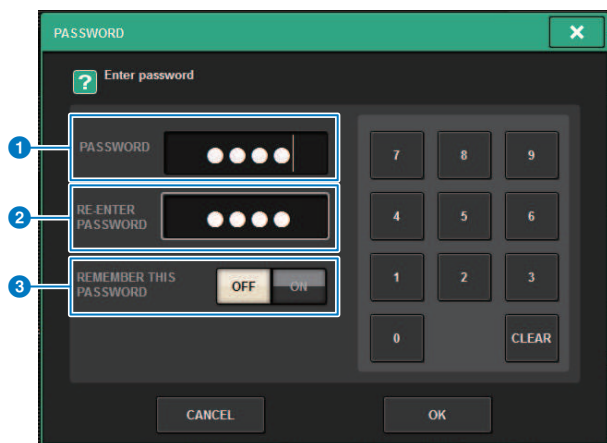 PASSWORD
?
Enter password
1
PASSWORD
2
RE-ENTER
PASSWORD
3
REMEMBER THIS
PASSWORD
OFF
ON
7
8
9
4
5
6
1
2
3
0
CLEAR
CANCEL
OK